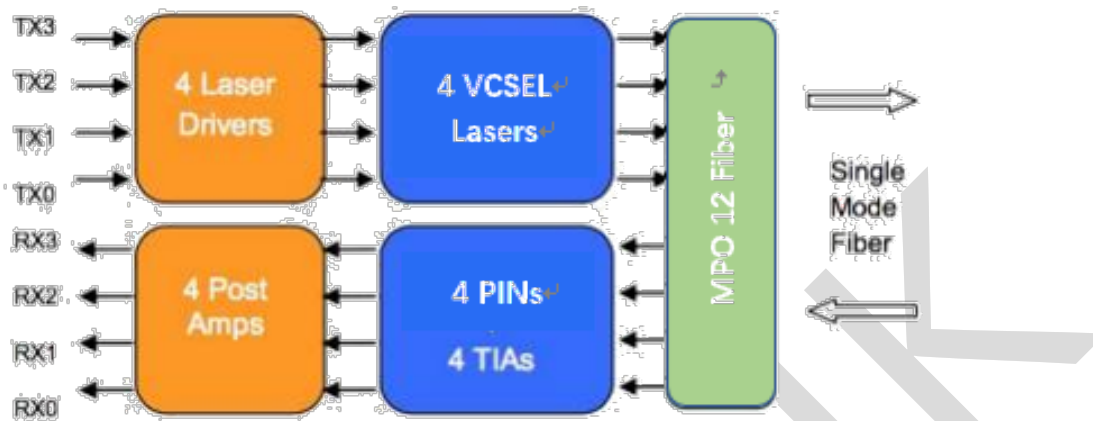 TX3
TX2
TX1
TX0
4 Laser
Drivers
4 VCSEL↵
Lasers↵
RX3
RX2
RX1
RX0
4 Post
Amps
4 PINs↵
4 TIAs
MPO 12 Fiber ↵
Single
Mode
Fiber